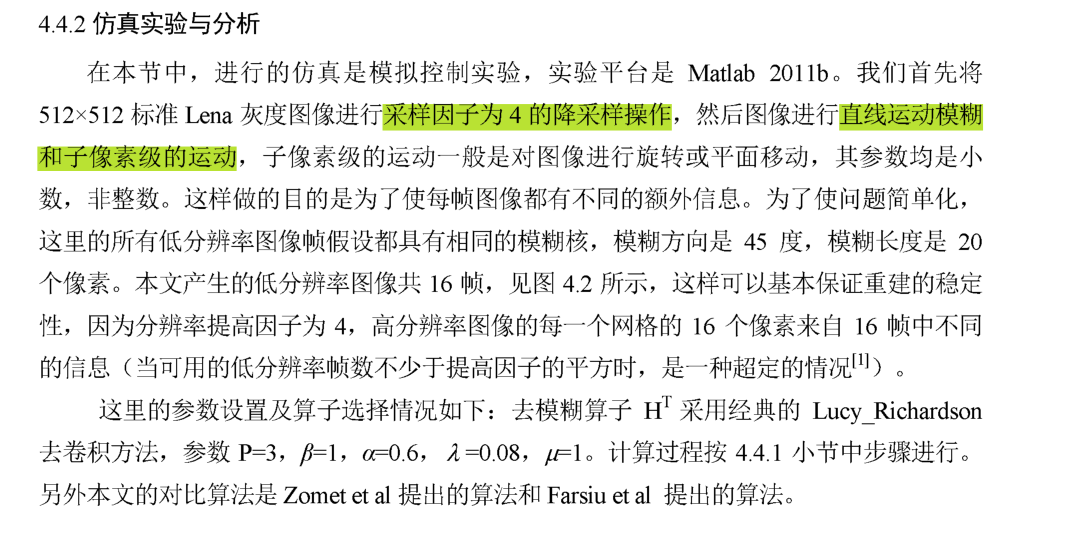 4.4.2 仿真实验与分析
在本节中，进行的仿真是模拟控制实验，实验平台是 Matlab 2011b。我们首先将
512×512 标准 Lena 灰度图像进行采样因子为 4 的降采样操作，然后图像进行直线运动模糊
和子像素级的运动，子像素级的运动一般是对图像进行旋转或平面移动，其参数均是小
数，非整数。这样做的目的是为了使每帧图像都有不同的额外信息。为了使问题简单化，
这里的所有低分辨率图像帧假设都具有相同的模糊核，模糊方向是 45 度，模糊长度是 20
个像素。本文产生的低分辨率图像共 16 帧，见图 4.2 所示，这样可以基本保证重建的稳定
性，因为分辨率提高因子为 4，高分辨率图像的每一个网格的 16 个像素来自 16 帧中不同
的信息（当可用的低分辨率帧数不少于提高因子的平方时，是一种超定的情况[1]）。
这里的参数设置及算子选择情况如下：去模糊算子 Hᵀ 采用经典的 Lucy_Richardson
去卷积方法，参数 P=3，β=1，α=0.6，λ=0.08，μ=1。计算过程按 4.4.1 小节中步骤进行。
另外本文的对比算法是 Zomet et al 提出的算法和 Farsiu et al 提出的算法。